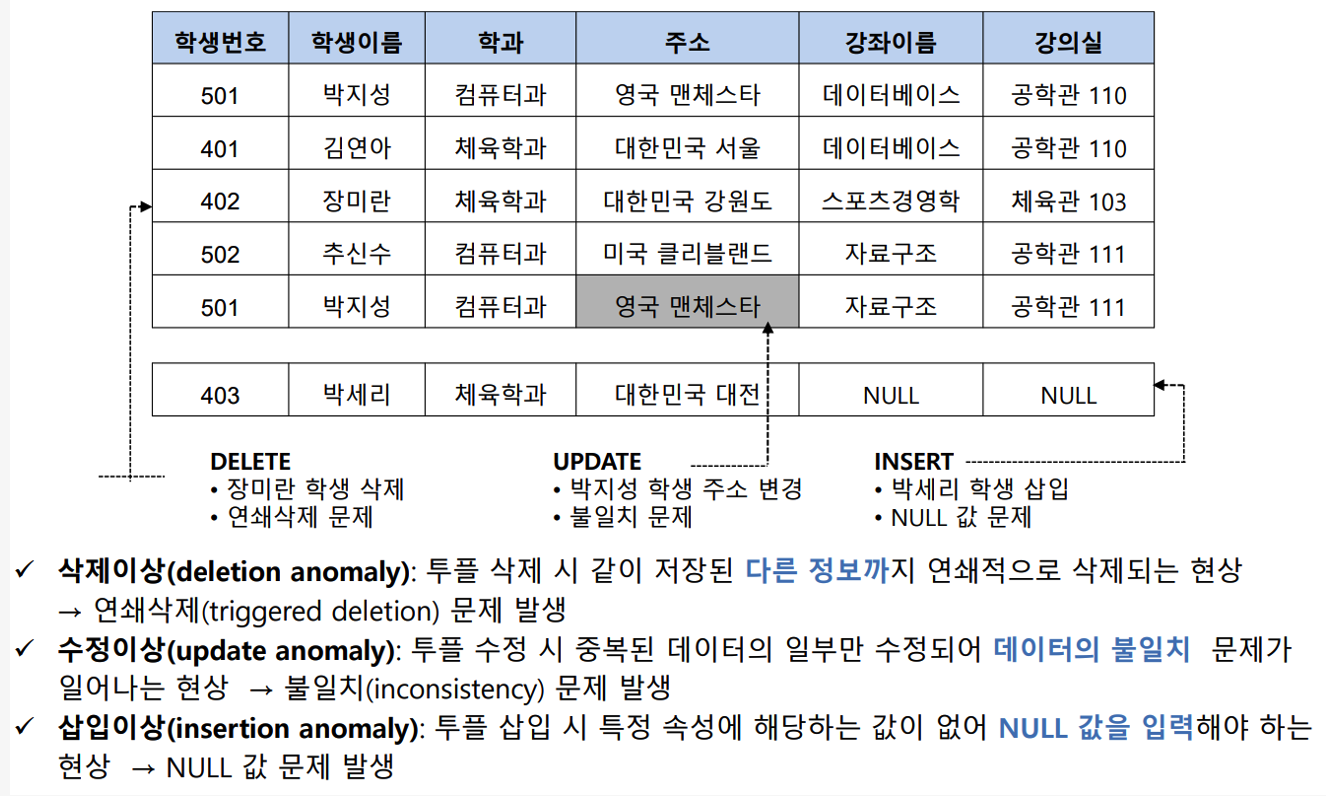 학생번호 학생이름 학과 주소 강좌이름 강의실
501 박지성 컴퓨터과 영국 맨체스타 데이터베이스 공학관 110
401 김연아 체육학과 대한민국 서울 데이터베이스 공학관 110
402 장미란 체육학과 대한민국 강원도 스포츠경영학 체육관 103
502 추신수 컴퓨터과 미국 클리블랜드 자료구조 공학관 111
501 박지성 컴퓨터과 영국 맨체스타 자료구조 공학관 111
403 박세리 체육학과 대한민국 대전 NULL NULL
DELETE
• 장미란 학생 삭제
• 연쇄삭제 문제
UPDATE
• 박지성 학생 주소 변경
• 불일치 문제
INSERT
• 박세리 학생 삽입
• NULL 값 문제
✓ 삭제이상(deletion anomaly): 투플 삭제 시 같이 저장된 다른 정보까지 연쇄적으로 삭제되는 현상
→ 연쇄삭제(triggered deletion) 문제 발생
✓ 수정이상(update anomaly): 투플 수정 시 중복된 데이터의 일부만 수정되어 데이터의 불일치 문제가
일어나는 현상 → 불일치(inconsistency) 문제 발생
✓ 삽입이상(insertion anomaly): 투플 삽입 시 특정 속성에 해당하는 값이 없어 NULL 값을 입력해야 하는
현상 → NULL 값 문제 발생